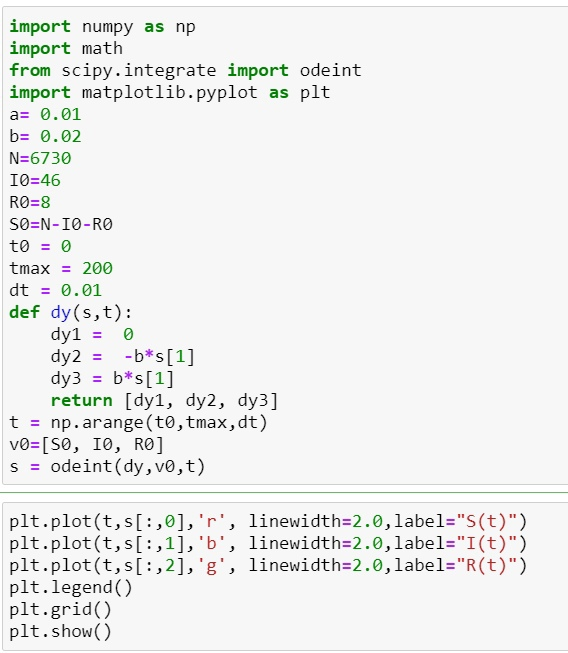 import numpy as np
import math
from scipy.integrate import odeint
import matplotlib.pyplot as plt
a= 0.01
b= 0.02
N=6730
I0=46
R0=8
S0=N-I0-R0
t0 = 0
tmax = 200
dt = 0.01
def dy(s,t):
    dy1 =  0
    dy2 =  -b*s[1]
    dy3 = b*s[1]
    return [dy1, dy2, dy3]
t = np.arange(t0,tmax,dt)
v0=[S0, I0, R0]
s = odeint(dy,v0,t)
plt.plot(t,s[:,0],'r', linewidth=2.0,label="S(t)")
plt.plot(t,s[:,1],'b', linewidth=2.0,label="I(t)")
plt.plot(t,s[:,2],'g', linewidth=2.0,label="R(t)")
plt.legend()
plt.grid()
plt.show()